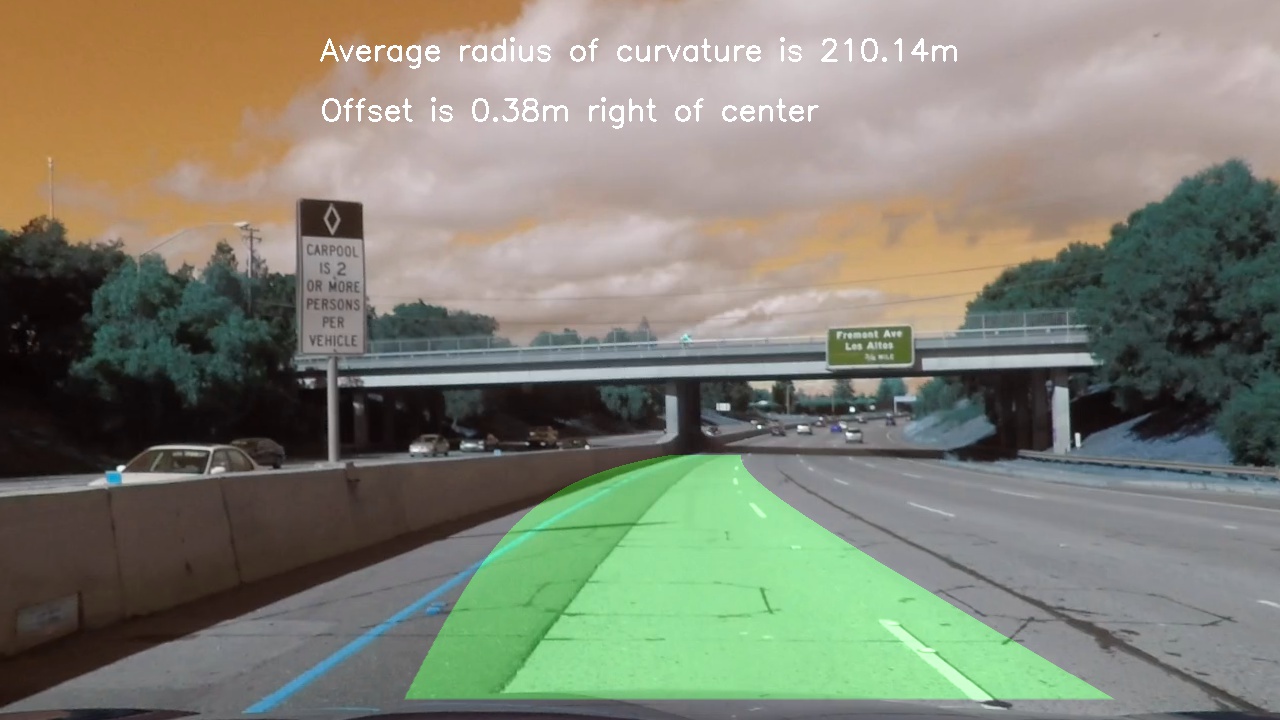 Average radius of curvature is 210.14m
Offset is 0.38m right of center
CARPOOL
IS 2
OR MORE
PERSONS
PER
VEHICLE
Fremont Ave
Los Altos
MILE